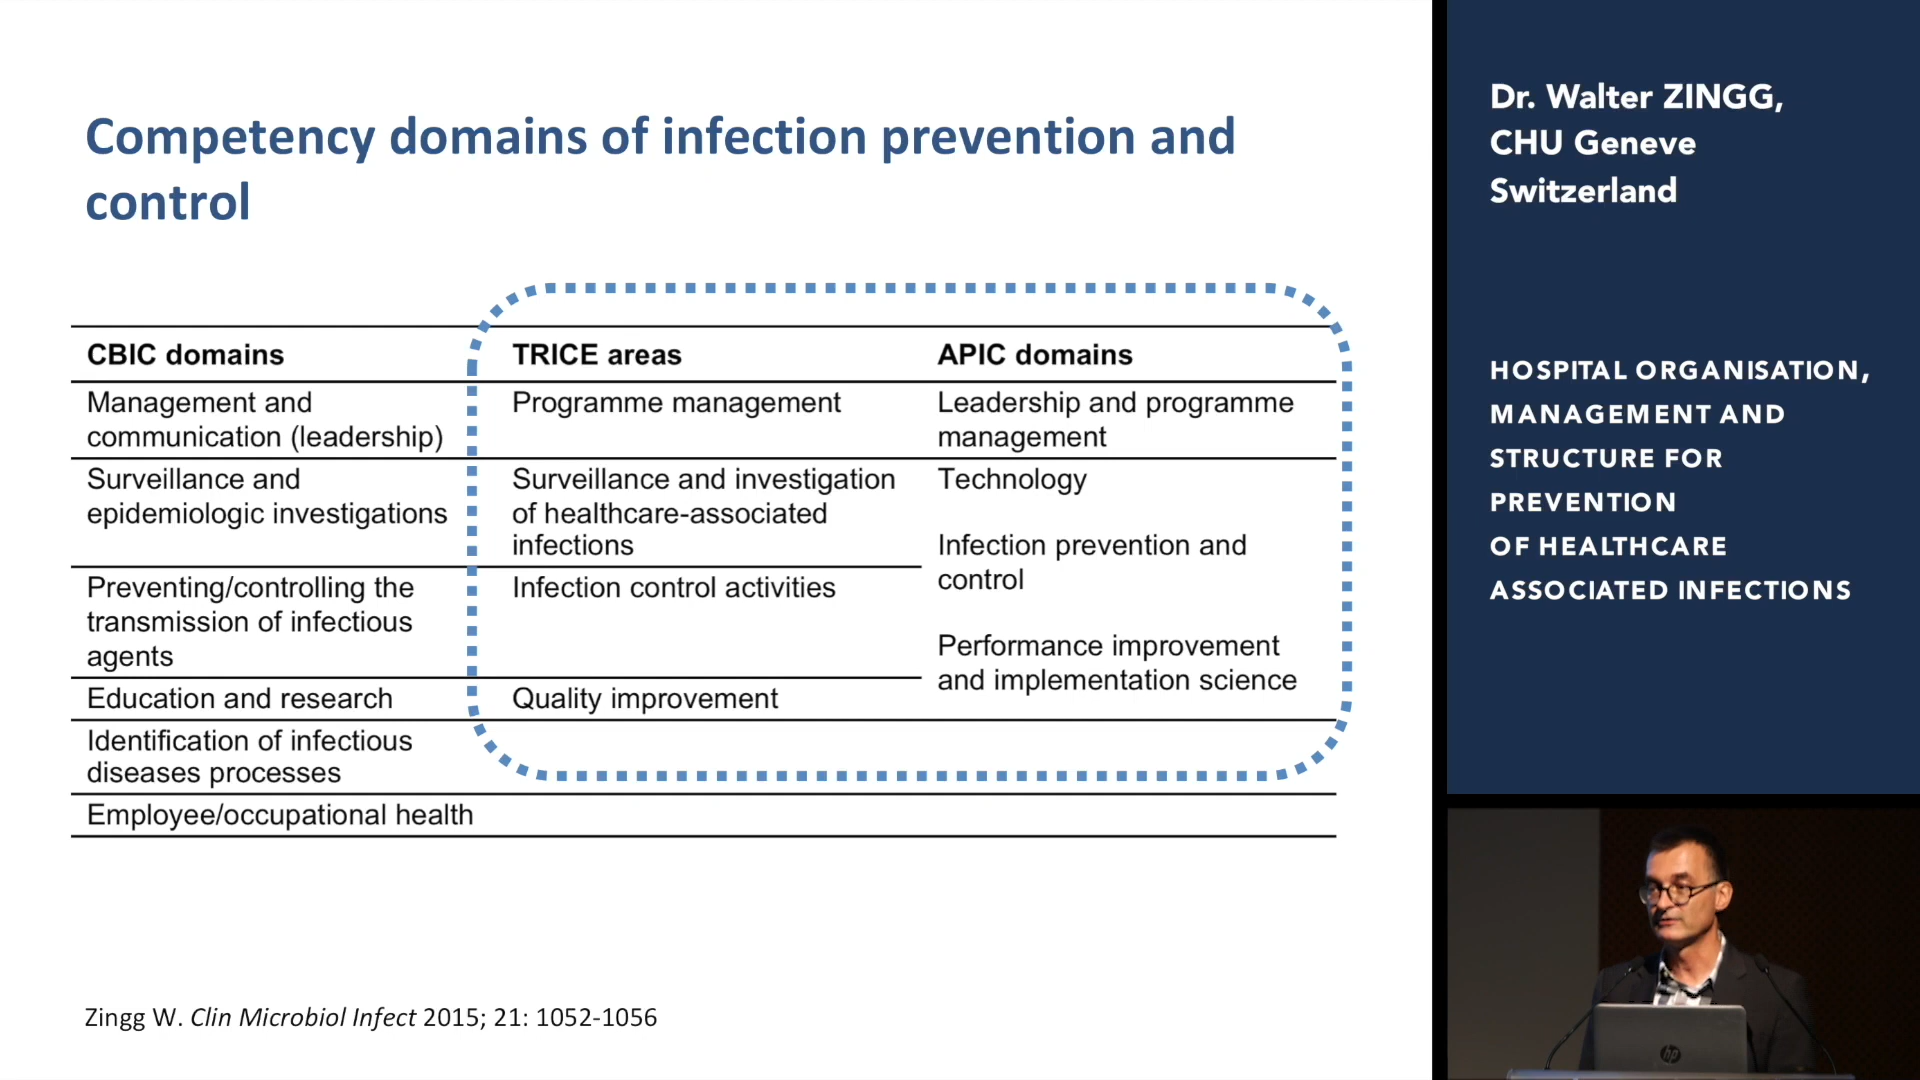 Competency domains of infection prevention and
control
CBIC domains
TRICE areas
APIC domains
Management and
communication (leadership)
Programme management
Leadership and programme
management
Surveillance and
epidemiologic investigations
Surveillance and investigation
of healthcare-associated
infections
Technology
Infection prevention and
control
Performance improvement
and implementation science
Preventing/controlling the
transmission of infectious
agents
Infection control activities
Education and research
Quality improvement
Identification of infectious
diseases processes
Employee/occupational health
Zingg W. Clin Microbiol Infect 2015; 21: 1052-1056
Dr. Walter ZINGG,
CHU Geneve
Switzerland
HOSPITAL ORGANISATION,
MANAGEMENT AND
STRUCTURE FOR
PREVENTION
OF HEALTHCARE
ASSOCIATED INFECTIONS
hp